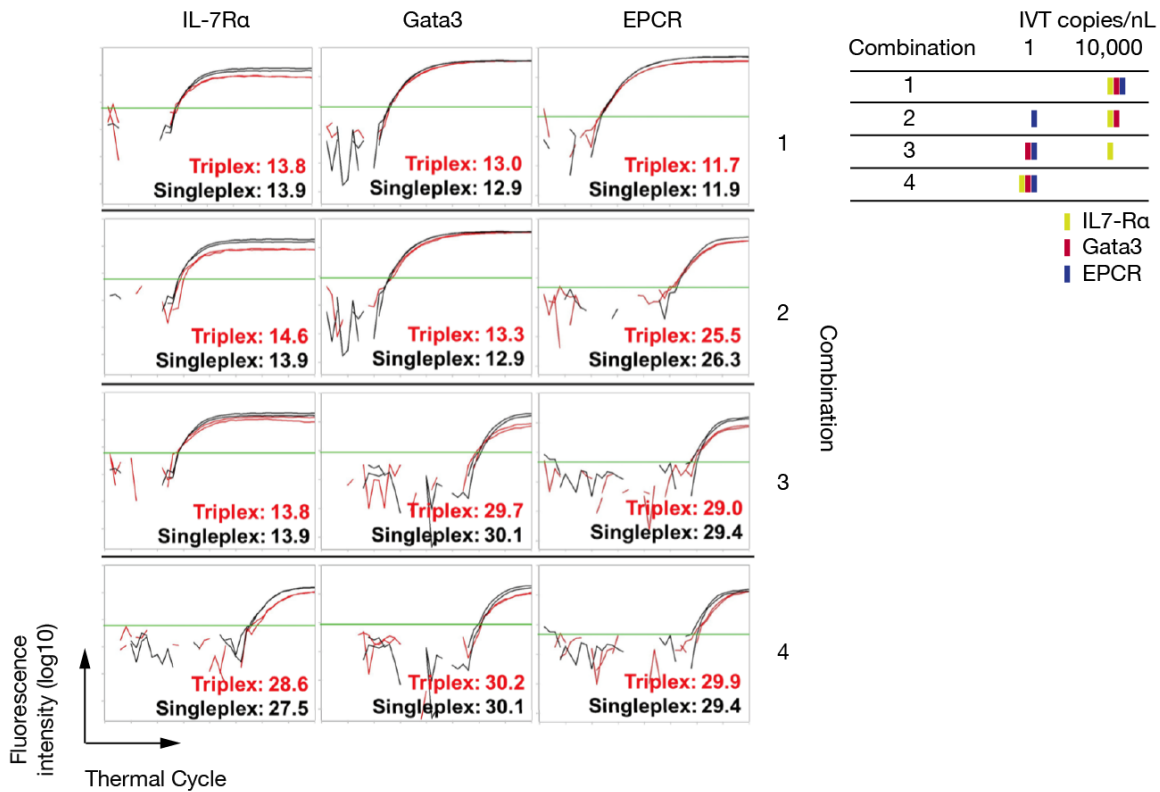 IL-7Rα Gata3 EPCR
Triplex: 13.8
Singleplex: 13.9
Triplex: 13.0
Singleplex: 12.9
Triplex: 11.7
Singleplex: 11.9
1
Triplex: 14.6
Singleplex: 13.9
Triplex: 13.3
Singleplex: 12.9
Triplex: 25.5
Singleplex: 26.3
2
Triplex: 13.8
Singleplex: 13.9
Triplex: 29.7
Singleplex: 30.1
Triplex: 29.0
Singleplex: 29.4
3
Triplex: 28.6
Singleplex: 27.5
Triplex: 30.2
Singleplex: 30.1
Triplex: 29.9
Singleplex: 29.4
4
Combination
Fluorescence
intensity (log10)
Thermal Cycle
IVT copies/nL
Combination 1 10,000
1
2
3
4
IL7-Rα
Gata3
EPCR